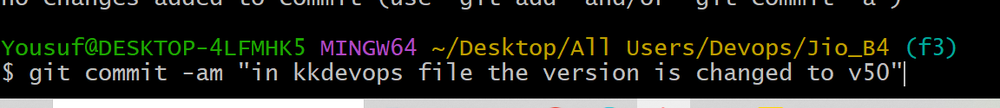 no changes added to commit (use "git add" and/or "git commit -a")
Yousuf@DESKTOP-4LFMHK5 MINGW64 ~/Desktop/All Users/Devops/Jio_B4 (f3)
$ git commit -am "in kkdevops file the version is changed to v50"